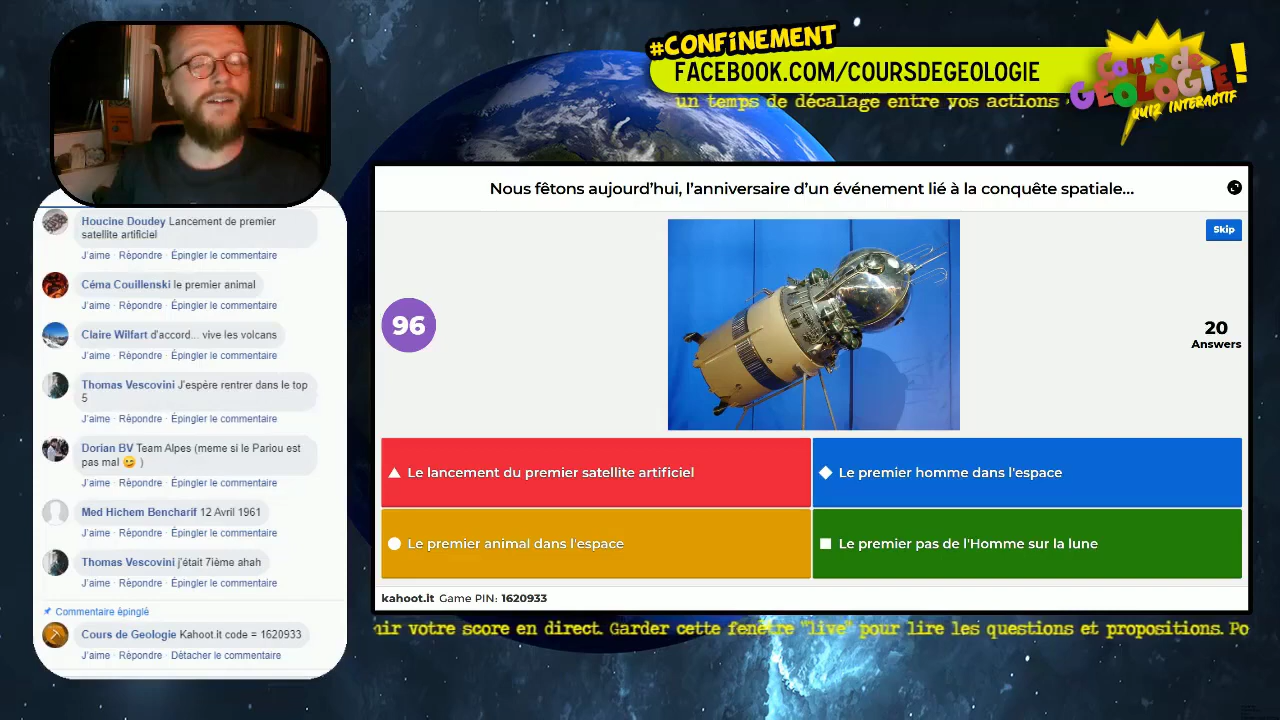 #CONFINEMENT
FACEBOOK.COM/COURSDEGEOLOGIE
un temps de décalage entre vos actions
Cours de
GEOLOGIE !
QUIZ INTERACTIF
Houcine Doudey Lancement de premier
satellite artificiel
J'aime · Répondre · Épingler le commentaire
Céma Couillenski le premier animal
J'aime · Répondre · Épingler le commentaire
Claire Wilfart d'accord... vive les volcans
J'aime · Répondre · Épingler le commentaire
Thomas Vescovini J'espère rentrer dans le top
5
J'aime · Répondre · Épingler le commentaire
Dorian BV Team Alpes (meme si le Pariou est
pas mal 😉 )
J'aime · Répondre · Épingler le commentaire
Med Hichem Bencharif 12 Avril 1961
J'aime · Répondre · Épingler le commentaire
Thomas Vescovini j'était 7ième ahah
J'aime · Répondre · Épingler le commentaire
Commentaire épinglé
Cours de Geologie Kahoot.it code = 1620933
J'aime · Répondre · Détacher le commentaire
Nous fêtons aujourd'hui, l'anniversaire d'un événement lié à la conquête spatiale...
Skip
96
20
Answers
Le lancement du premier satellite artificiel
Le premier homme dans l'espace
Le premier animal dans l'espace
Le premier pas de l'Homme sur la lune
kahoot.it Game PIN: 1620933
nir votre score en direct. Garder cette fenêtre "live" pour lire les questions et propositions. Po